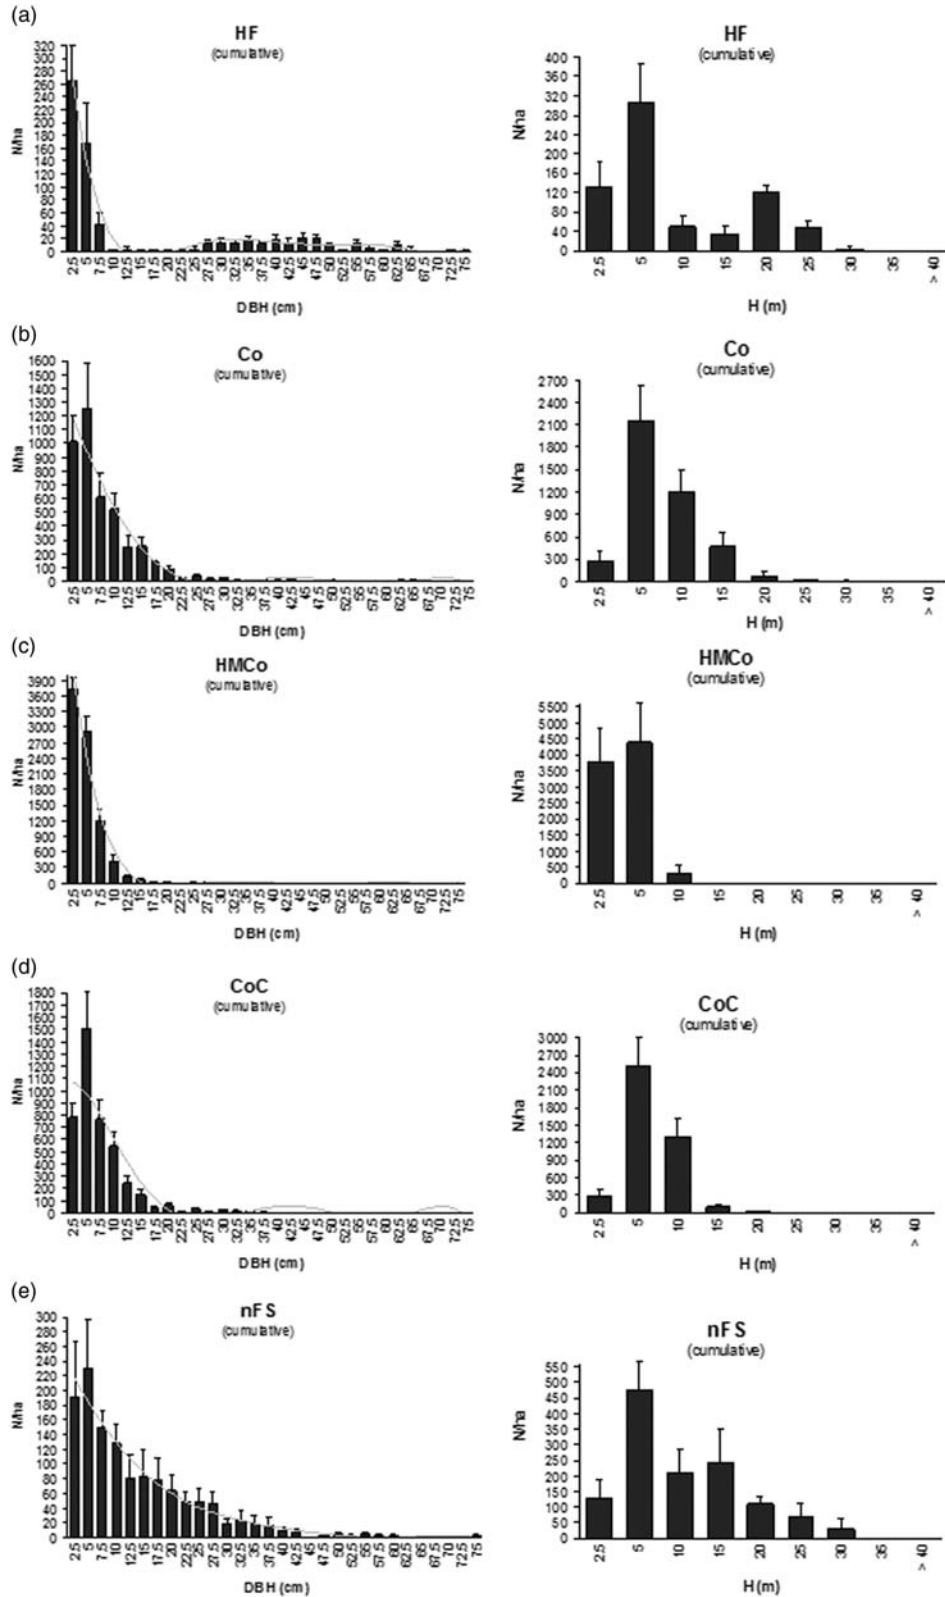 (a)
HF
(cumulative)
320 300 280 260 240 220 200 180 160 140 120 100 80 60 40 20 0
N/ha
2.5 5 7.5 10 12.5 15 17.5 20 22.5 25 27.5 30 32.5 35 37.5 40 42.5 45 47.5 50 52.5 55 57.5 60 62.5 65 67.5 70 72.5 75
DBH (cm)
HF
(cumulative)
400 360 320 280 240 200 160 120 80 40 0
N/ha
2.5 5 10 15 20 25 30 35 40
^
H (m)
(b)
Co
(cumulative)
1600 1500 1400 1300 1200 1100 1000 900 800 700 600 500 400 300 200 100 0
N/ha
2.5 5 7.5 10 12.5 15 17.5 20 22.5 25 27.5 30 32.5 35 37.5 40 42.5 45 47.5 50 52.5 55 57.5 60 62.5 65 67.5 70 72.5 75
DBH (cm)
Co
(cumulative)
2700 2400 2100 1800 1500 1200 900 600 300 0
N/ha
2.5 5 10 15 20 25 30 35 40
^
H (m)
(c)
HMCo
(cumulative)
3900 3600 3300 3000 2700 2400 2100 1800 1500 1200 900 600 300 0
N/ha
2.5 5 7.5 10 12.5 15 17.5 20 22.5 25 27.5 30 32.5 35 37.5 40 42.5 45 47.5 50 52.5 55 57.5 60 62.5 65 67.5 70 72.5 75
DBH (cm)
HMCo
(cumulative)
5500 5000 4500 4000 3500 3000 2500 2000 1500 1000 500 0
N/ha
2.5 5 10 15 20 25 30 35 40
^
H (m)
(d)
CoC
(cumulative)
1800 1700 1600 1500 1400 1300 1200 1100 1000 900 800 700 600 500 400 300 200 100 0
N/ha
2.5 5 7.5 10 12.5 15 17.5 20 22.5 25 27.5 30 32.5 35 37.5 40 42.5 45 47.5 50 52.5 55 57.5 60 62.5 65 67.5 70 72.5 75
DBH (cm)
CoC
(cumulative)
3000 2700 2400 2100 1800 1500 1200 900 600 300 0
N/ha
2.5 5 10 15 20 25 30 35 40
^
H (m)
(e)
nFS
(cumulative)
300 280 260 240 220 200 180 160 140 120 100 80 60 40 20 0
N/ha
2.5 5 7.5 10 12.5 15 17.5 20 22.5 25 27.5 30 32.5 35 37.5 40 42.5 45 47.5 50 52.5 55 57.5 60 62.5 65 67.5 70 72.5 75
DBH (cm)
nFS
(cumulative)
550 500 450 400 350 300 250 200 150 100 50 0
N/ha
2.5 5 10 15 20 25 30 35 40
^
H (m)